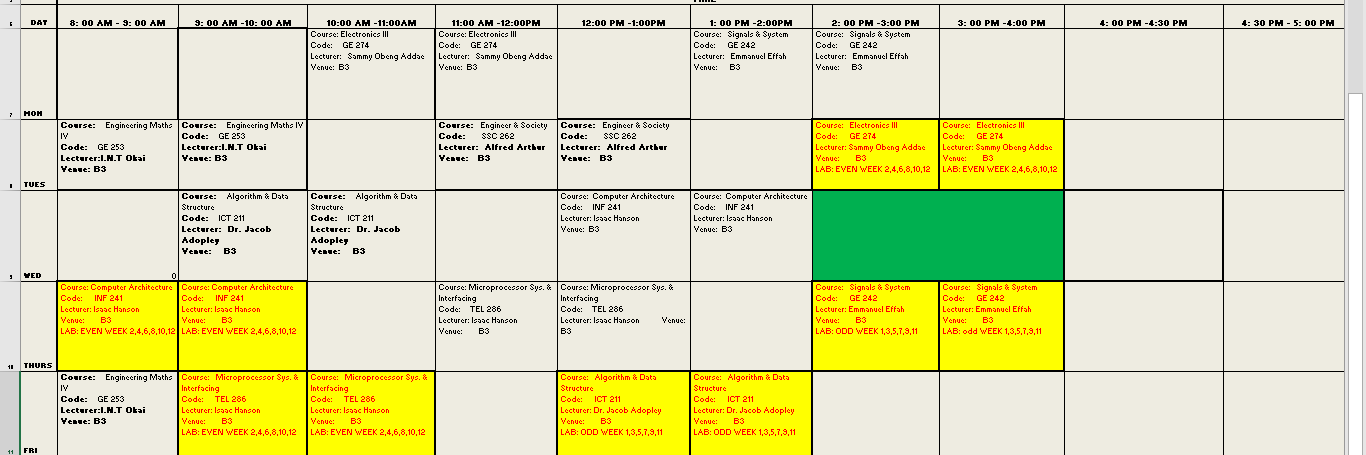 DAT 8: 00 AM - 9: 00 AM 9: 00 AM -10: 00 AM 10:00 AM -11:00AM 11:00 AM -12:00PM 12:00 PM -1:00PM 1: 00 PM -2:00PM 2: 00 PM -3:00 PM 3: 00 PM -4:00 PM 4: 00 PM -4:30 PM 4: 30 PM - 5: 00 PM
7 MON
Course: Electronics III
Code: GE 274
Lecturer: Sammy Obeng Addae
Venue: B3
Course: Electronics III
Code: GE 274
Lecturer: Sammy Obeng Addae
Venue: B3
Course: Signals & System
Code: GE 242
Lecturer: Emmanuel Effah
Venue: B3
Course: Signals & System
Code: GE 242
Lecturer: Emmanuel Effah
Venue: B3
TUES
Course: Engineering Maths
IV
Code: GE 253
Lecturer:I.N.T Okai
Venue: B3
Course: Engineering Maths IV
Code: GE 253
Lecturer:I.N.T Okai
Venue: B3
Course: Engineer & Society
Code: SSC 262
Lecturer: Alfred Arthur
Venue: B3
Course: Engineer & Society
Code: SSC 262
Lecturer: Alfred Arthur
Venue: B3
Course: Electronics III
Code: GE 274
Lecturer: Sammy Obeng Addae
Venue: B3
LAB: EVEN WEEK 2,4,6,8,10,12
Course: Electronics III
Code: GE 274
Lecturer: Sammy Obeng Addae
Venue: B3
LAB: EVEN WEEK 2,4,6,8,10,12
9 WED
0
Course: Algorithm & Data
Structure
Code: ICT 211
Lecturer: Dr. Jacob
Adopley
Venue: B3
Course: Algorithm & Data
Structure
Code: ICT 211
Lecturer: Dr. Jacob
Adopley
Venue: B3
Course: Computer Architecture
Code: INF 241
Lecturer: Isaac Hanson
Venue: B3
Course: Computer Architecture
Code: INF 241
Lecturer: Isaac Hanson
Venue: B3
10 THURS
Course: Computer Architecture
Code: INF 241
Lecturer: Isaac Hanson
Venue: B3
LAB: EVEN WEEK 2,4,6,8,10,12
Course: Computer Architecture
Code: INF 241
Lecturer: Isaac Hanson
Venue: B3
LAB: EVEN WEEK 2,4,6,8,10,12
Course: Microprocessor Sys. &
Interfacing
Code: TEL 286
Lecturer: Isaac Hanson
Venue: B3
Course: Microprocessor Sys. &
Interfacing
Code: TEL 286
Lecturer: Isaac Hanson Venue:
B3
Course: Signals & System
Code: GE 242
Lecturer: Emmanuel Effah
Venue: B3
LAB: ODD WEEK 1,3,5,7,9,11
Course: Signals & System
Code: GE 242
Lecturer: Emmanuel Effah
Venue: B3
LAB: odd WEEK 1,3,5,7,9,11
11 FRI
Course: Engineering Maths
IV
Code: GE 253
Lecturer:I.N.T Okai
Venue: B3
Course: Microprocessor Sys. &
Interfacing
Code: TEL 286
Lecturer: Isaac Hanson
Venue: B3
LAB: EVEN WEEK 2,4,6,8,10,12
Course: Microprocessor Sys. &
Interfacing
Code: TEL 286
Lecturer: Isaac Hanson
Venue: B3
LAB: EVEN WEEK 2,4,6,8,10,12
Course: Algorithm & Data
Structure
Code: ICT 211
Lecturer: Dr. Jacob Adopley
Venue: B3
LAB: ODD WEEK 1,3,5,7,9,11
Course: Algorithm & Data
Structure
Code: ICT 211
Lecturer: Dr. Jacob Adopley
Venue: B3
LAB: ODD WEEK 1,3,5,7,9,11